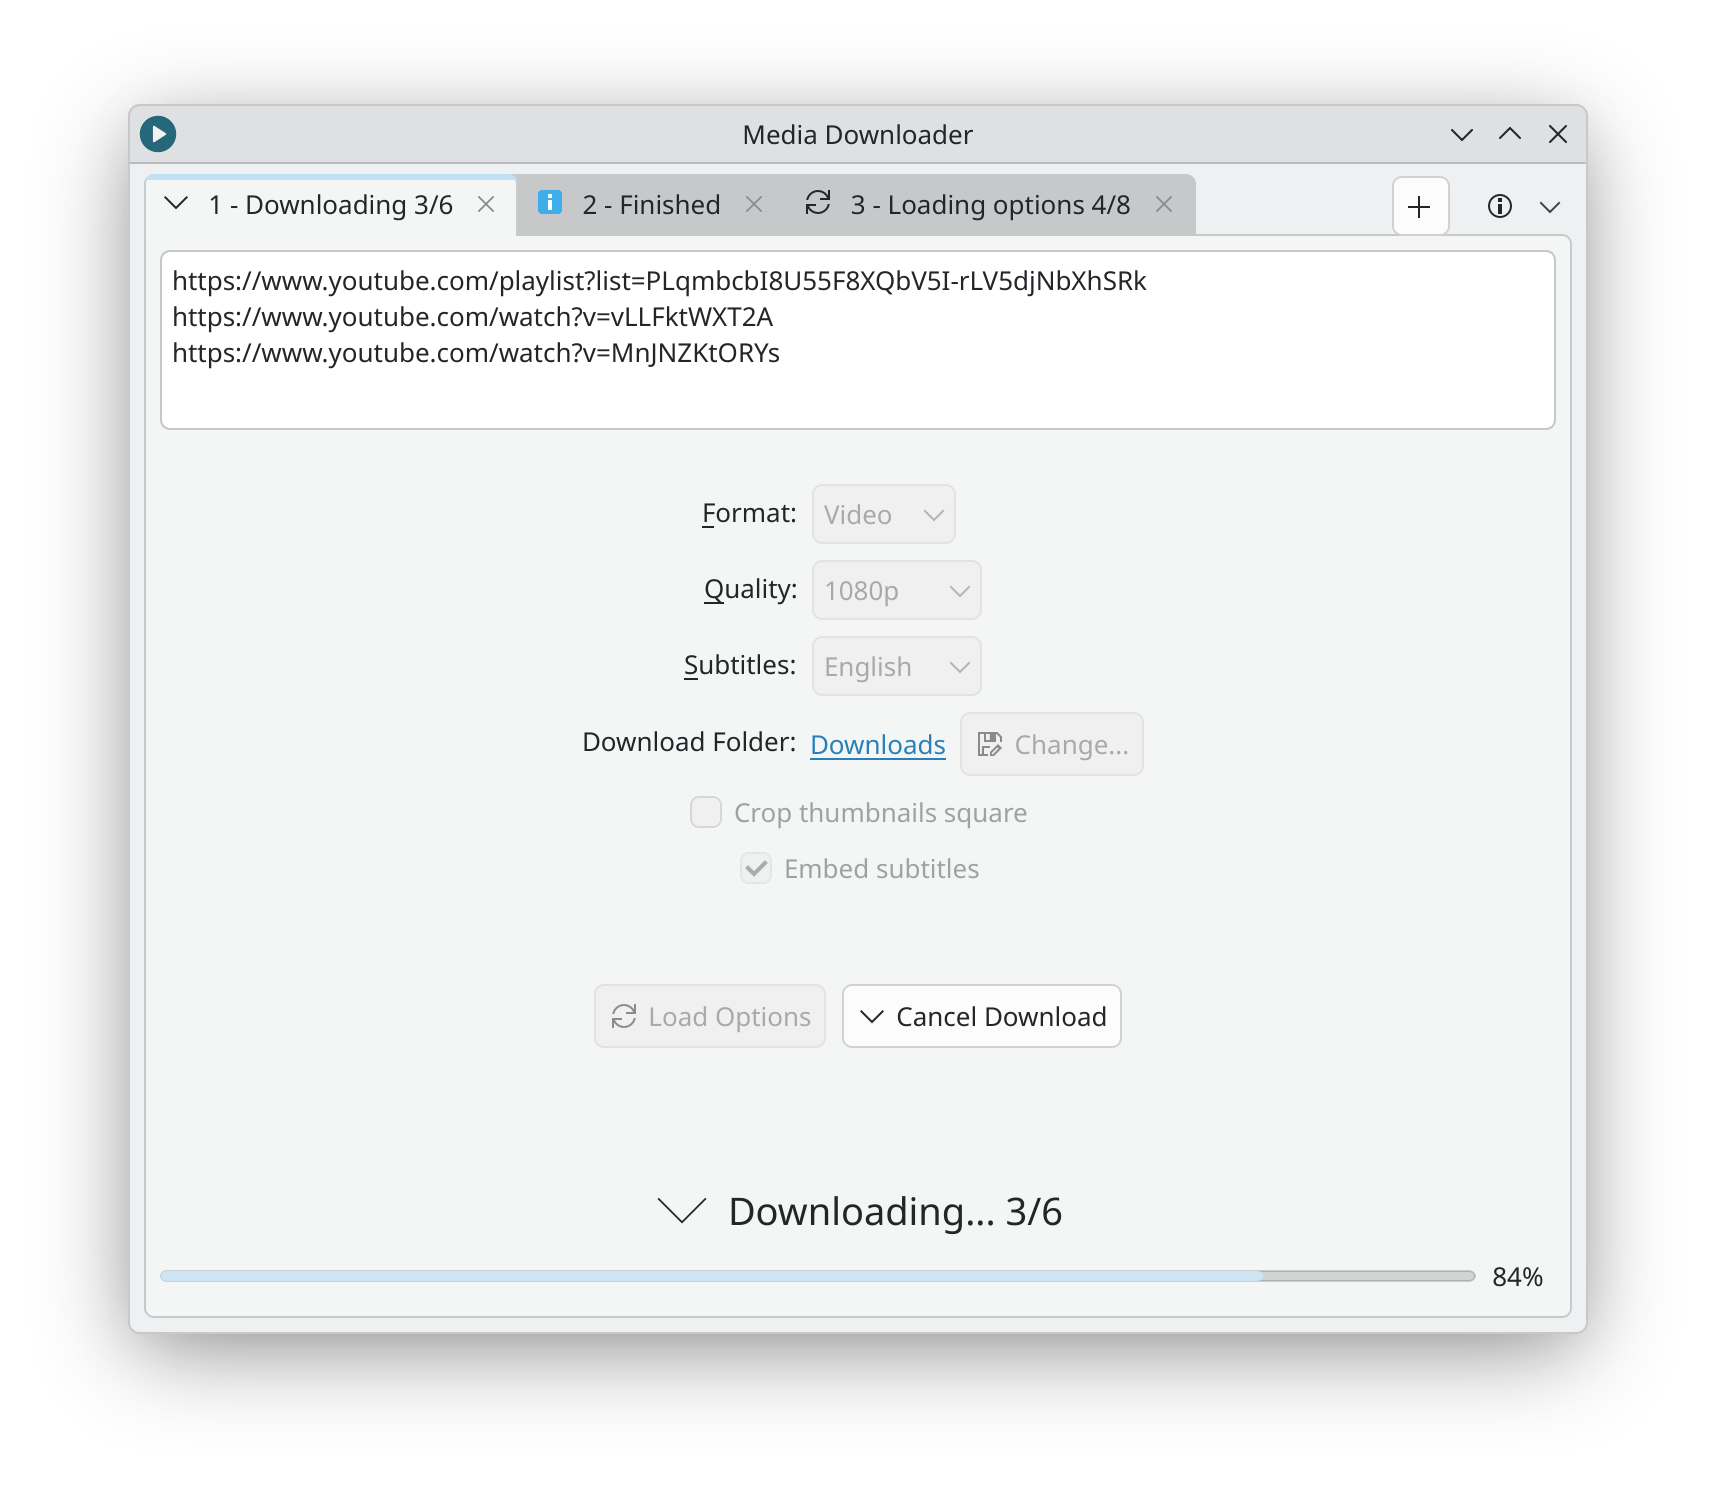 Media Downloader
1 - Downloading 3/6
2 - Finished
3 - Loading options 4/8
https://www.youtube.com/playlist?list=PLqmbcbI8U55F8XQbV5I-rLV5djNbXhSRk
https://www.youtube.com/watch?v=vLLFktWXT2A
https://www.youtube.com/watch?v=MnJNZKtORYs
Format: Video
Quality: 1080p
Subtitles: English
Download Folder: Downloads Change...
Crop thumbnails square
Embed subtitles
Load Options Cancel Download
Downloading... 3/6
84%